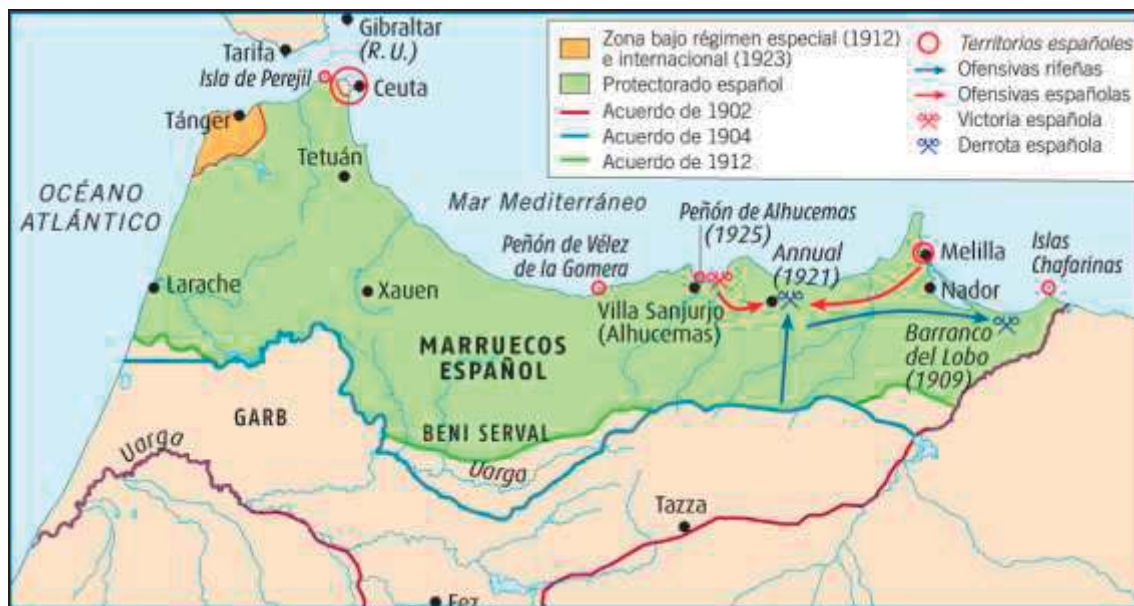 Gibraltar
(R. U.)
Tarifa
Isla de Perejil
Ceuta
Tánger
Tetuán
OCÉANO
ATLÁNTICO
Mar Mediterráneo
Larache
Xauen
Peñón de Vélez
de la Gomera
Peñón de Alhucemas
(1925)
Villa Sanjurjo
(Alhucemas)
Annual
(1921)
Melilla
Nador
Islas
Chafarinas
Barranco
del Lobo
(1909)
MARRUECOS
ESPAÑOL
GARB
BENI SERVAL
Uarga
Uarga
Tazza
Fez
Zona bajo régimen especial (1912)
e internacional (1923)
Protectorado español
Acuerdo de 1902
Acuerdo de 1904
Acuerdo de 1912
Territorios españoles
Ofensivas rifeñas
Ofensivas españolas
Victoria española
Derrota española